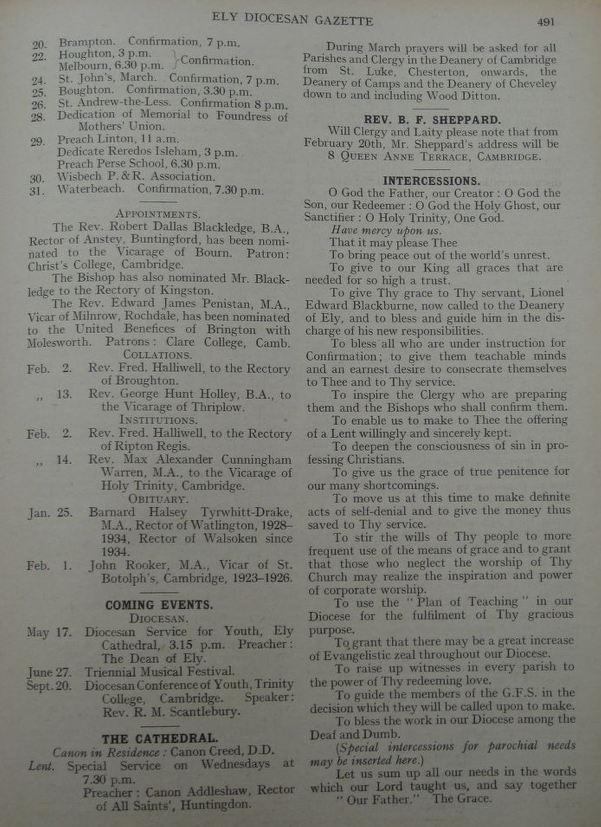 ELY DIOCESAN GAZETTE 491
20. Brampton. Confirmation, 7 p.m.
22. Houghton, 3 p.m.
Melbourn, 6.30 p.m. } Confirmation.
24. St. John's, March. Confirmation, 7 p.m.
25. Boughton. Confirmation, 3.30 p.m.
26. St. Andrew-the-Less. Confirmation 8 p.m.
28. Dedication of Memorial to Foundress of
Mothers' Union.
29. Preach Linton, 11 a.m.
Dedicate Reredos Isleham, 3 p.m.
Preach Perse School, 6.30 p.m.
30. Wisbech P. & R. Association.
31. Waterbeach. Confirmation, 7.30 p.m.
APPOINTMENTS.
The Rev. Robert Dallas Blackledge, B.A.,
Rector of Anstey, Buntingford, has been nomi-
nated to the Vicarage of Bourn. Patron:
Christ's College, Cambridge.
The Bishop has also nominated Mr. Black-
ledge to the Rectory of Kingston.
The Rev. Edward James Penistan, M.A.,
Vicar of Milnrow, Rochdale, has been nominated
to the United Benefices of Brington with
Molesworth. Patrons: Clare College, Camb.
COLLATIONS.
Feb. 2. Rev. Fred. Halliwell, to the Rectory
of Broughton.
„ 13. Rev. George Hunt Holley, B.A., to
the Vicarage of Thriplow.
INSTITUTIONS.
Feb. 2. Rev. Fred. Halliwell, to the Rectory
of Ripton Regis.
„ 14. Rev. Max Alexander Cunningham
Warren, M.A., to the Vicarage of
Holy Trinity, Cambridge.
OBITUARY.
Jan. 25. Barnard Halsey Tyrwhitt-Drake,
M.A., Rector of Watlington, 1928–
1934, Rector of Walsoken since
1934.
Feb. 1. John Rooker, M.A., Vicar of St.
Botolph's, Cambridge, 1923–1926.
COMING EVENTS.
DIOCESAN.
May 17. Diocesan Service for Youth, Ely
Cathedral, 3.15 p.m. Preacher:
The Dean of Ely.
June 27. Triennial Musical Festival.
Sept. 20. Diocesan Conference of Youth, Trinity
College, Cambridge. Speaker:
Rev. R. M. Scantlebury.
THE CATHEDRAL.
Canon in Residence: Canon Creed, D.D.
Lent. Special Service on Wednesdays at
7.30 p.m.
Preacher: Canon Addleshaw, Rector
of All Saints', Huntingdon.
During March prayers will be asked for all
Parishes and Clergy in the Deanery of Cambridge
from St. Luke, Chesterton, onwards, the
Deanery of Camps and the Deanery of Cheveley
down to and including Wood Ditton.
REV. B. F. SHEPPARD.
Will Clergy and Laity please note that from
February 20th, Mr. Sheppard's address will be
8 QUEEN ANNE TERRACE, CAMBRIDGE.
INTERCESSIONS.
O God the Father, our Creator: O God the
Son, our Redeemer: O God the Holy Ghost, our
Sanctifier: O Holy Trinity, One God.
Have mercy upon us.
That it may please Thee
To bring peace out of the world's unrest.
To give to our King all graces that are
needed for so high a trust.
To give Thy grace to Thy servant, Lionel
Edward Blackburne, now called to the Deanery
of Ely, and to bless and guide him in the dis-
charge of his new responsibilities.
To bless all who are under instruction for
Confirmation; to give them teachable minds
and an earnest desire to consecrate themselves
to Thee and to Thy service.
To inspire the Clergy who are preparing
them and the Bishops who shall confirm them.
To enable us to make to Thee the offering
of a Lent willingly and sincerely kept.
To deepen the consciousness of sin in pro-
fessing Christians.
To give us the grace of true penitence for
our many shortcomings.
To move us at this time to make definite
acts of self-denial and to give the money thus
saved to Thy service.
To stir the wills of Thy people to more
frequent use of the means of grace and to grant
that those who neglect the worship of Thy
Church may realize the inspiration and power
of corporate worship.
To use the "Plan of Teaching" in our
Diocese for the fulfilment of Thy gracious
purpose.
To grant that there may be a great increase
of Evangelistic zeal throughout our Diocese.
To raise up witnesses in every parish to
the power of Thy redeeming love.
To guide the members of the G.F.S. in the
decision which they will be called upon to make.
To bless the work in our Diocese among the
Deaf and Dumb.
(Special intercessions for parochial needs
may be inserted here.)
Let us sum up all our needs in the words
which our Lord taught us, and say together
"Our Father." The Grace.